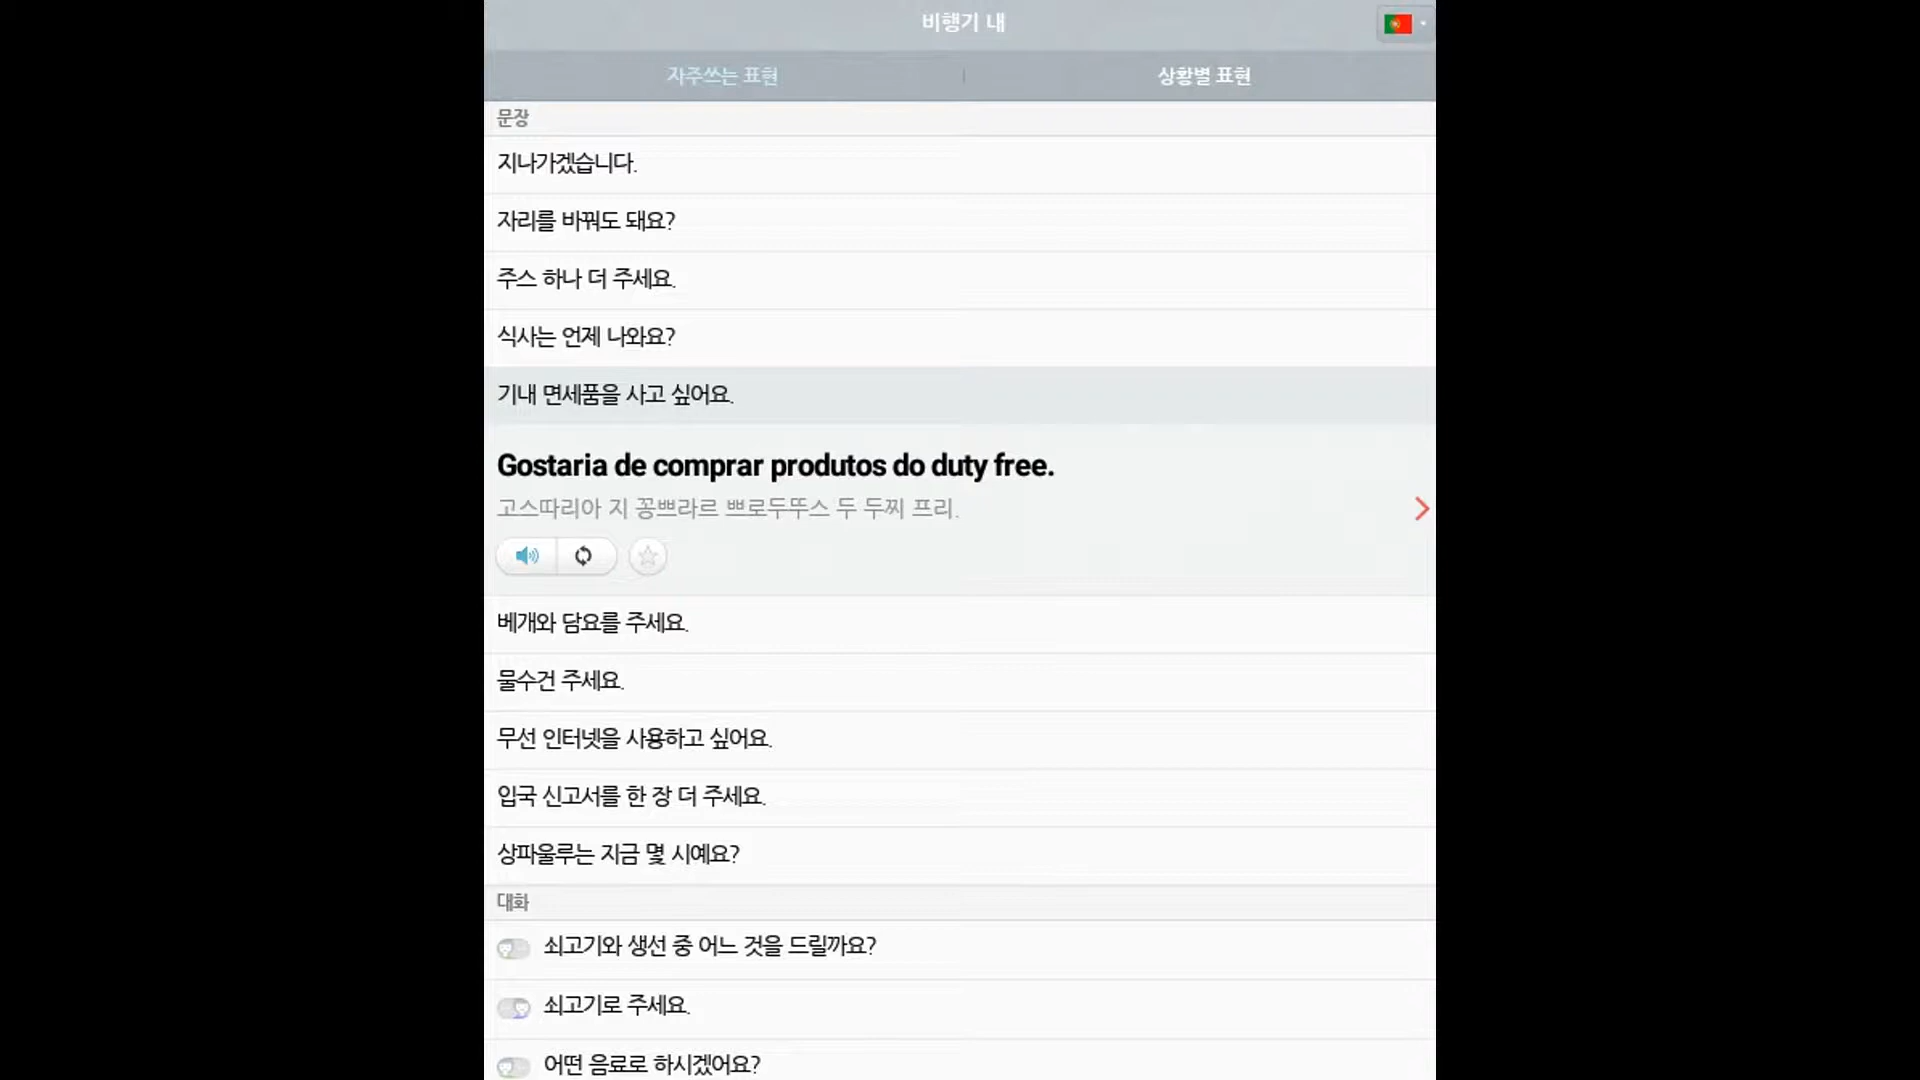 비행기 내
자주쓰는 표현
상황별 표현
문장
지나가겠습니다.
자리를 바꿔도 돼요?
주스 하나 더 주세요.
식사는 언제 나와요?
기내 면세품을 사고 싶어요.
Gostaria de comprar produtos do duty free.
고스따리아 지 꽁쁘라르 쁘로두뚜스 두 두찌 프리.
베개와 담요를 주세요.
물수건 주세요.
무선 인터넷을 사용하고 싶어요.
입국 신고서를 한 장 더 주세요.
상파울루는 지금 몇 시예요?
대화
쇠고기와 생선 중 어느 것을 드릴까요?
쇠고기로 주세요.
어떤 음료로 하시겠어요?